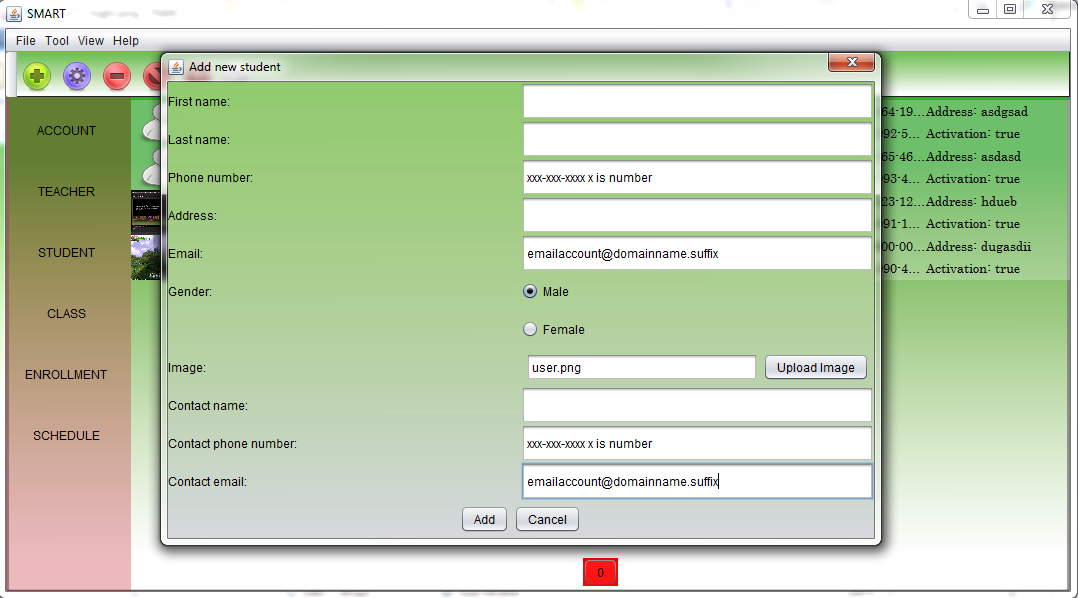 SMART
File Tool View Help
Add new student
ACCOUNT
TEACHER
STUDENT
CLASS
ENROLLMENT
SCHEDULE
First name:
Last name:
Phone number: xxx-xxx-xxxx x is number
Address:
Email: emailaccount@domainname.suffix
Gender: Male
Female
Image: user.png Upload Image
Contact name:
Contact phone number: xxx-xxx-xxxx x is number
Contact email: emailaccount@domainname.suffix
Add Cancel
64-19... Address: asdgsad
92-5... Activation: true
65-46... Address: asdasd
93-4... Activation: true
23-12... Address: hdueb
91-1... Activation: true
00-00... Address: dugasdii
90-4... Activation: true
0